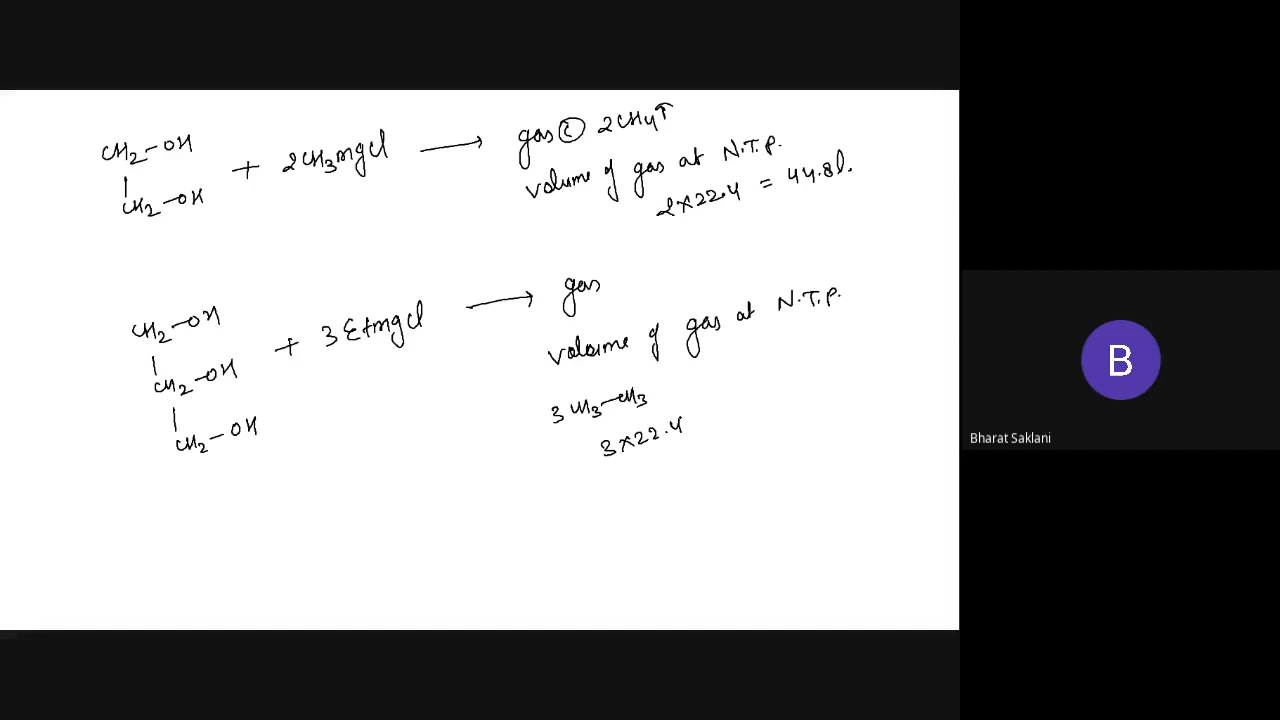 CH2-OH
| + 2CH3mgcl → gas(c) 2CH4↑
CH2-OH
volume of gas at N.T.P.
2×22.4 = 44.8l.
CH2-OH
| + 3Etmgcl → gas
CH2-OH
|
CH2-OH
volume of gas at N.T.P.
3 CH3-CH3
3×22.4
B
Bharat Saklani